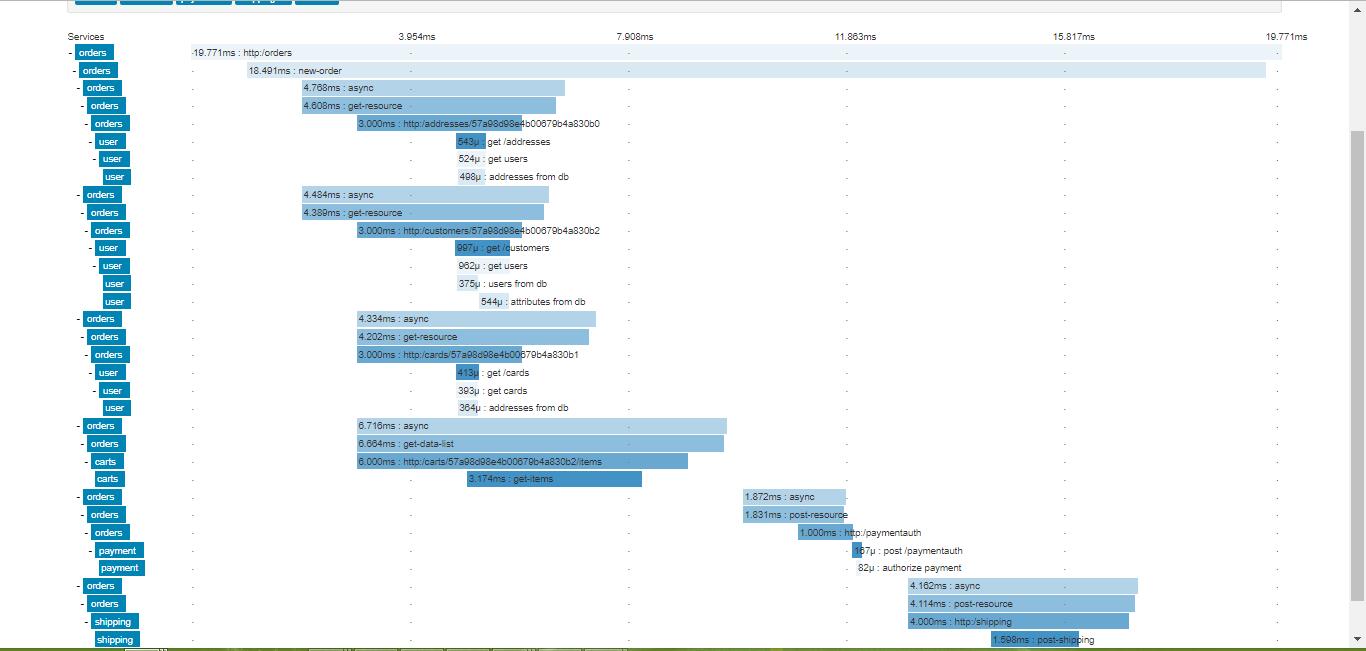 Services 3.954ms 7.908ms 11.863ms 15.817ms 19.771ms
- orders 19.771ms : http:/orders
- orders 18.491ms : new-order
- orders 4.768ms : async
- orders 4.608ms : get-resource
- orders 3.000ms : http:/addresses/57a98d98e4b00679b4a830b0
- user 543μ : get /addresses
- user 524μ : get users
user 498μ : addresses from db
- orders 4.484ms : async
- orders 4.389ms : get-resource
- orders 3.000ms : http:/customers/57a98d98e4b00679b4a830b2
- user 997μ : get /customers
- user 962μ : get users
user 375μ : users from db
user 544μ : attributes from db
- orders 4.334ms : async
- orders 4.202ms : get-resource
- orders 3.000ms : http:/cards/57a98d98e4b00679b4a830b1
- user 413μ : get /cards
- user 393μ : get cards
user 364μ : addresses from db
- orders 6.716ms : async
- orders 6.664ms : get-data-list
- carts 6.000ms : http:/carts/57a98d98e4b00679b4a830b2/items
carts 3.174ms : get-items
- orders 1.872ms : async
- orders 1.831ms : post-resource
- orders 1.000ms : http:/paymentauth
- payment 167μ : post /paymentauth
payment 82μ : authorize payment
- orders 4.162ms : async
- orders 4.114ms : post-resource
- shipping 4.000ms : http:/shipping
shipping 1.598ms : post-shipping